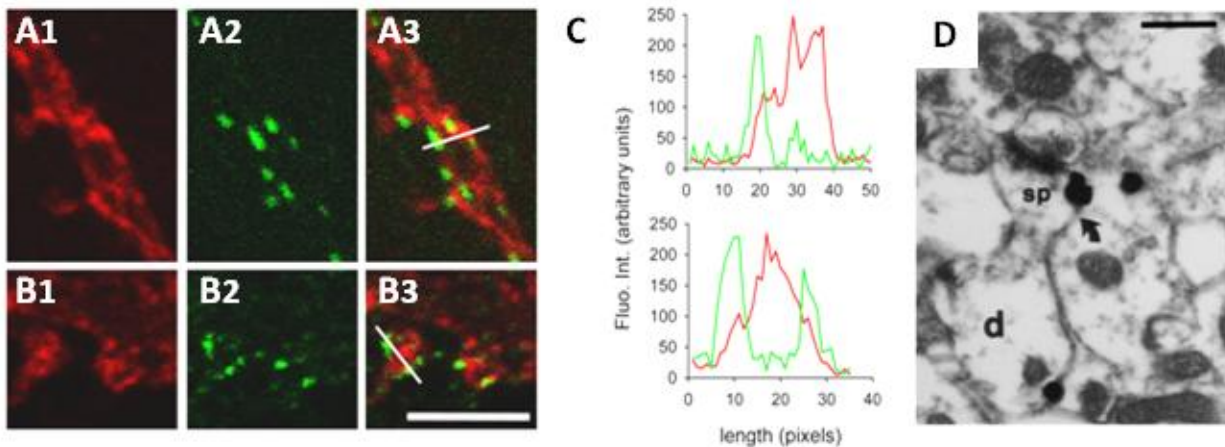 A1 A2 A3
B1 B2 B3
C
Fluo. Int. (arbitrary units)
250
200
150
100
50
0
0 10 20 30 40 50
250
200
150
100
50
0
0 10 20 30 40
length (pixels)
D
sp
d